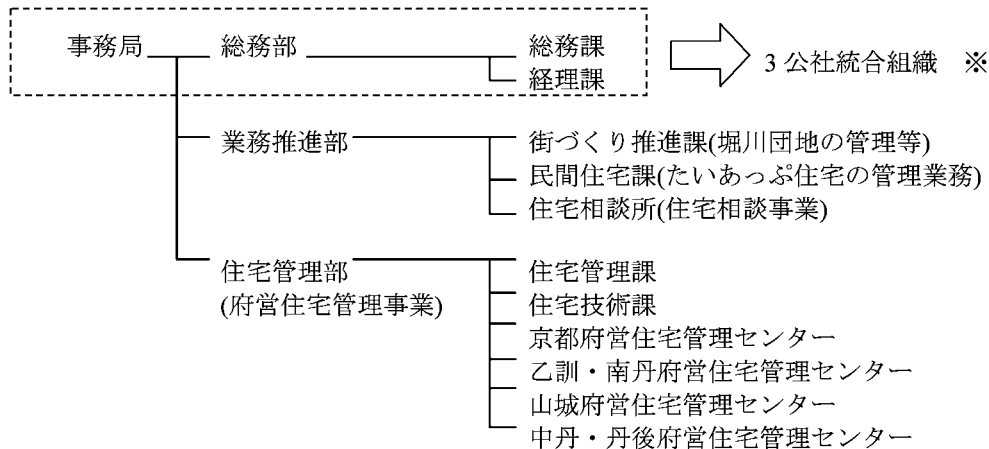 事務局 総務部 総務課
経理課
3 公社統合組織 ※
業務推進部 街づくり推進課(堀川団地の管理等)
民間住宅課(たいあっぷ住宅の管理業務)
住宅相談所(住宅相談事業)
住宅管理部 住宅管理課
(府営住宅管理事業) 住宅技術課
京都府営住宅管理センター
乙訓・南丹府営住宅管理センター
山城府営住宅管理センター
中丹・丹後府営住宅管理センター